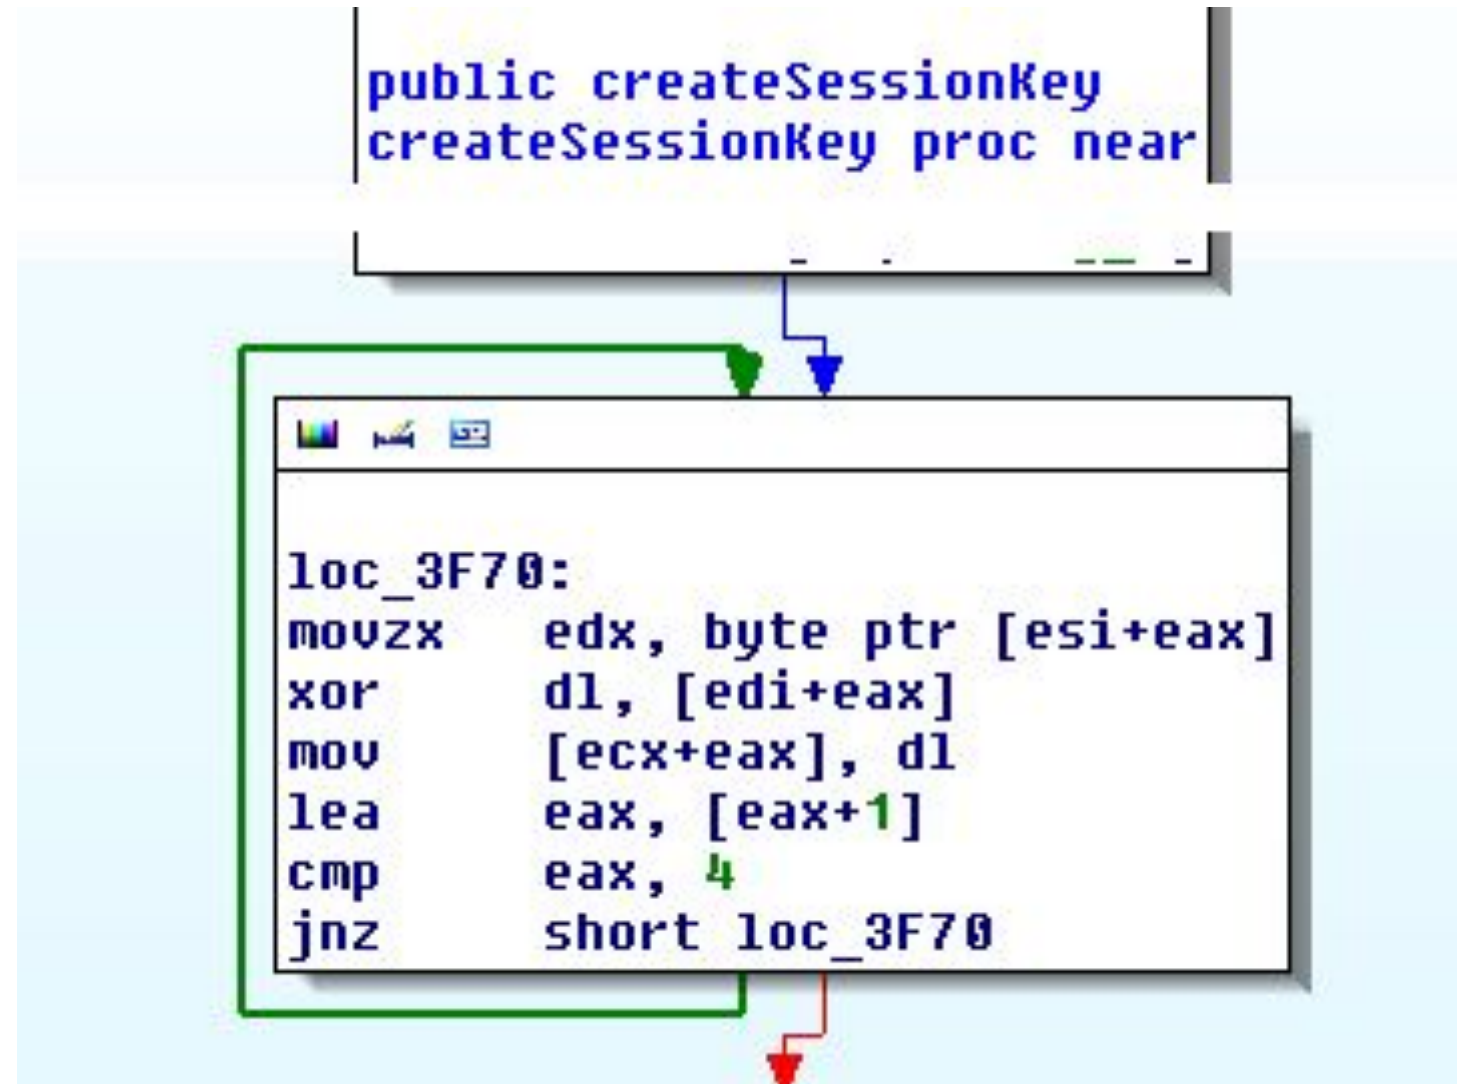 public createSessionKey
createSessionKey proc near
loc_3F70:
movzx edx, byte ptr [esi+eax]
xor dl, [edi+eax]
mov [ecx+eax], dl
lea eax, [eax+1]
cmp eax, 4
jnz short loc_3F70